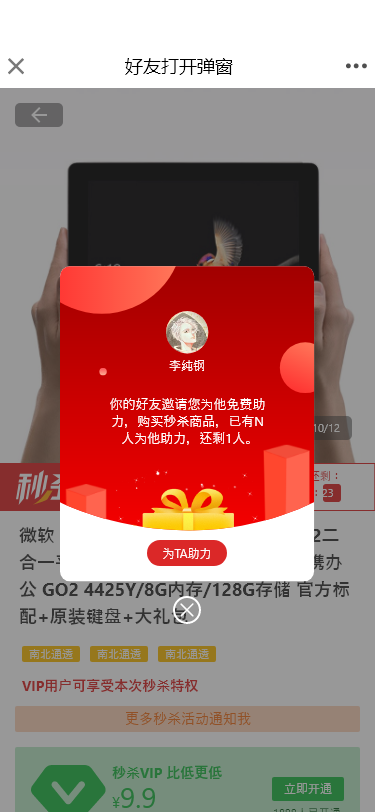 好友打开弹窗
李純钢
你的好友邀请您为他免费助
力，购买秒杀商品，已有N
人为他助力，还剩1人。
10/12
还剩：
秒杀
：23
为TA助力
微软
2二
合一平
携办
公 GO2 4425Y/8G内存/128G存储 官方标
配+原装键盘+大礼包
南北通透 南北通透 南北通透
VIP用户可享受本次秒杀特权
更多秒杀活动通知我
秒杀VIP 比低更低
¥9.9
立即开通